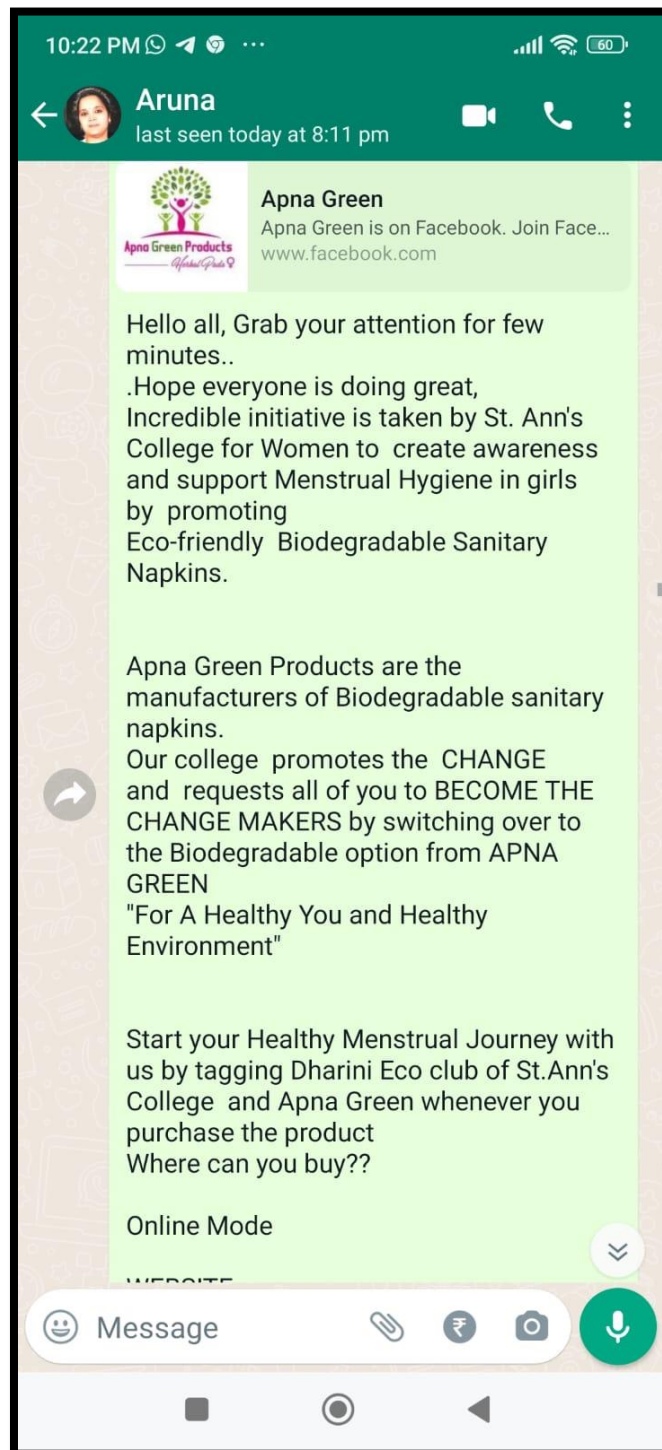 10:22 PM
60
Aruna
last seen today at 8:11 pm
Apna Green Products
Herbal Pads
Apna Green
Apna Green is on Facebook. Join Face...
www.facebook.com
Hello all, Grab your attention for few
minutes..
.Hope everyone is doing great,
Incredible initiative is taken by St. Ann's
College for Women to  create awareness
and support Menstrual Hygiene in girls
by  promoting
Eco-friendly  Biodegradable Sanitary
Napkins.
Apna Green Products are the
manufacturers of Biodegradable sanitary
napkins.
Our college  promotes the  CHANGE
and  requests all of you to BECOME THE
CHANGE MAKERS by switching over to
the Biodegradable option from APNA
GREEN
"For A Healthy You and Healthy
Environment"
Start your Healthy Menstrual Journey with
us by tagging Dharini Eco club of St.Ann's
College  and Apna Green whenever you
purchase the product
Where can you buy??
Online Mode
WEBSITE
Message
₹